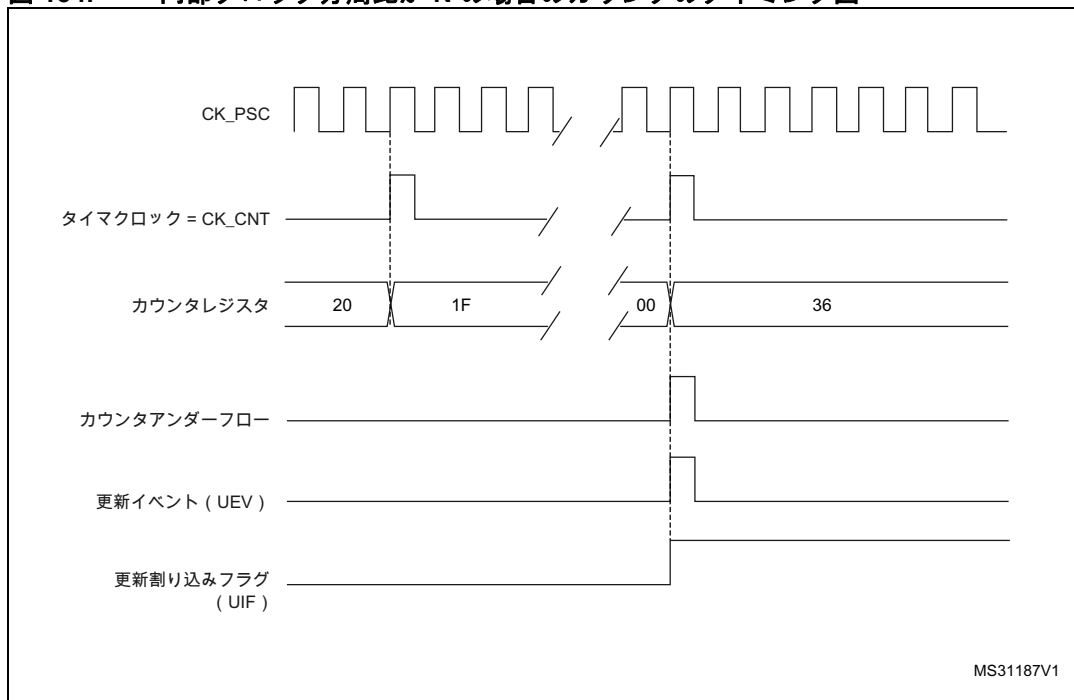 CK_PSC
タイマクロック = CK_CNT
カウンタレジスタ
20
1F
00
36
カウンタアンダーフロー
更新イベント ( UEV )
更新割り込みフラグ
( UIF )
MS31187V1